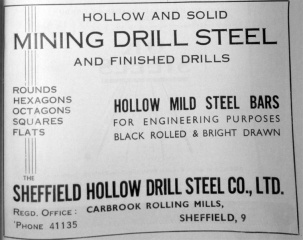 HOLLOW AND SOLID
MINING DRILL STEEL
AND FINISHED DRILLS
ROUNDS
HEXAGONS
OCTAGONS
SQUARES
FLATS
HOLLOW MILD STEEL BARS
FOR ENGINEERING PURPOSES
BLACK ROLLED & BRIGHT DRAWN
THE
SHEFFIELD HOLLOW DRILL STEEL CO., LTD.
REGD. OFFICE: CARBROOK ROLLING MILLS,
'PHONE 41135 SHEFFIELD, 9